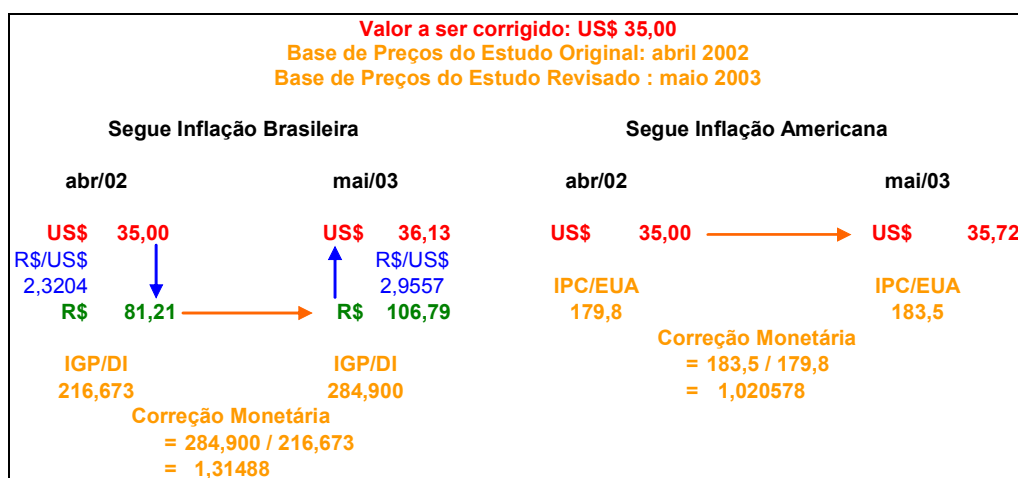 Valor a ser corrigido: US$ 35,00
Base de Preços do Estudo Original: abril 2002
Base de Preços do Estudo Revisado : maio 2003
Segue Inflação Brasileira
abr/02 mai/03
US$ 35,00 US$ 36,13
R$/US$ R$/US$
2,3204 2,9557
R$ 81,21 R$ 106,79
IGP/DI IGP/DI
216,673 284,900
Correção Monetária
= 284,900 / 216,673
= 1,31488
Segue Inflação Americana
abr/02 mai/03
US$ 35,00 US$ 35,72
IPC/EUA IPC/EUA
179,8 183,5
Correção Monetária
= 183,5 / 179,8
= 1,020578